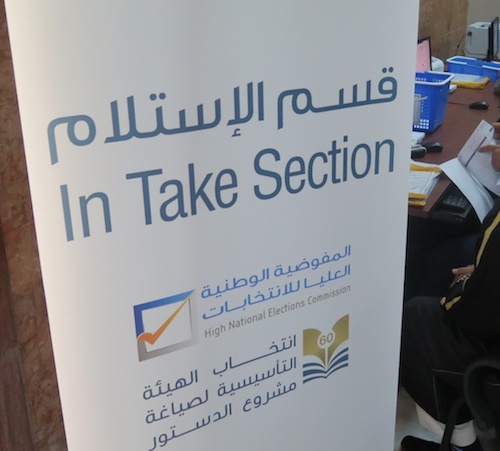 قسم الإستلام
In Take Section
المفوضية الوطنية
العليا للانتخابات
High National Elections Commission
60
انتخاب الهيئة
التأسيسية لصياغة
مشروع الدستور